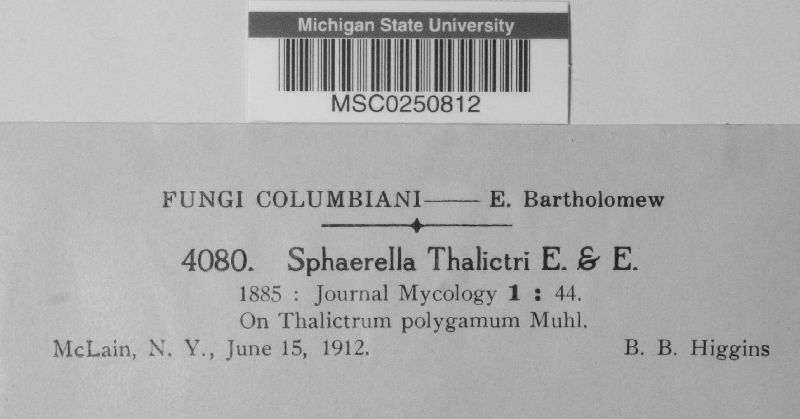 Michigan State University
MSC0250812
FUNGI COLUMBIANI—— E. Bartholomew
4080. Sphaerella Thalictri E. & E.
1885 : Journal Mycology 1 : 44.
On Thalictrum polygamum Muhl.
McLain, N. Y., June 15, 1912. B. B. Higgins